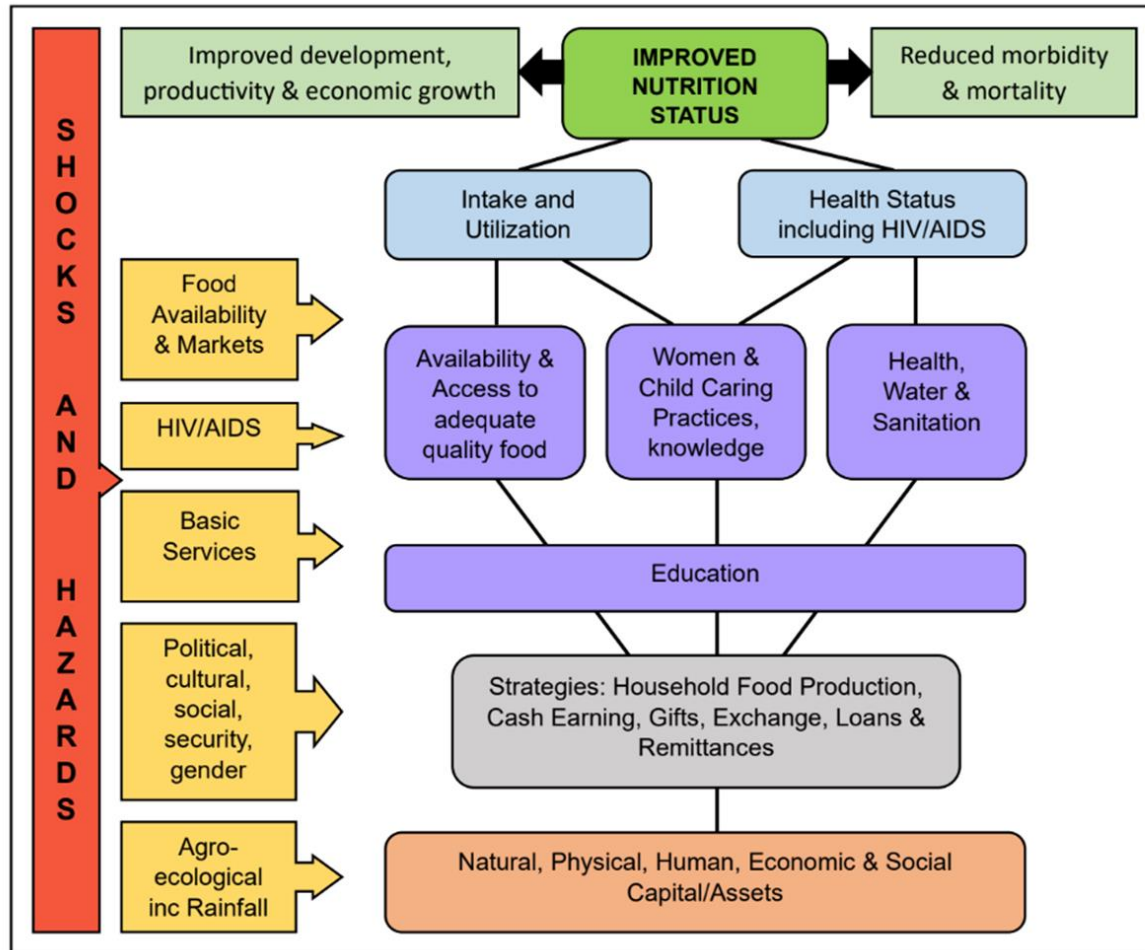 SHOCKS AND HAZARDS
Improved development,
productivity & economic growth
IMPROVED
NUTRITION
STATUS
Reduced morbidity
& mortality
Intake and
Utilization
Health Status
including HIV/AIDS
Food
Availability
& Markets
Availability &
Access to
adequate
quality food
Women &
Child Caring
Practices,
knowledge
Health,
Water &
Sanitation
HIV/AIDS
Basic
Services
Education
Political,
cultural,
social,
security,
gender
Strategies: Household Food Production,
Cash Earning, Gifts, Exchange, Loans &
Remittances
Agro-
ecological
inc Rainfall
Natural, Physical, Human, Economic & Social
Capital/Assets